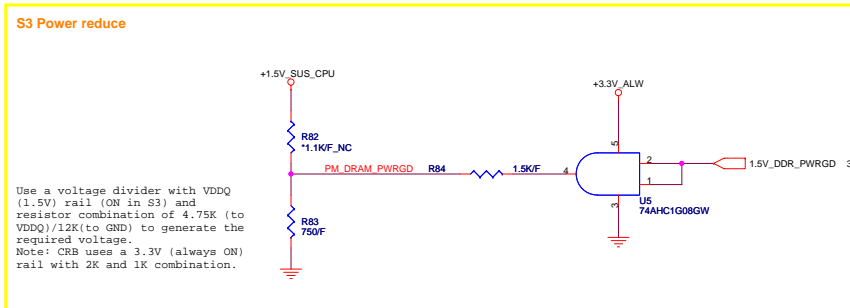 S3 Power reduce
+1.5V_SUS_CPU
+3.3V_ALW
R82
*1.1K/F_NC
5
PM_DRAM_PWRGD R84 1.5K/F 4
2
1
1.5V_DDR_PWRGD 3
U5
74AHC1G08GW
3
R83
750/F
Use a voltage divider with VDDQ
(1.5V) rail (ON in S3) and
resistor combination of 4.75K (to
VDDQ)/12K(to GND) to generate the
required voltage.
Note: CRB uses a 3.3V (always ON)
rail with 2K and 1K combination.